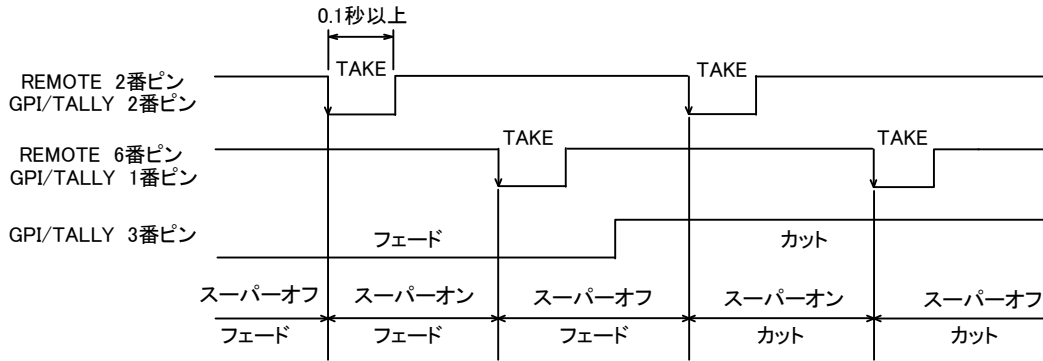 0.1秒以上
TAKE
TAKE
REMOTE 2番ピン
GPI/TALLY 2番ピン
TAKE
TAKE
REMOTE 6番ピン
GPI/TALLY 1番ピン
GPI/TALLY 3番ピン
フェード
カット
スーパーオフ
スーパーオン
スーパーオフ
スーパーオン
スーパーオフ
フェード
フェード
フェード
カット
カット